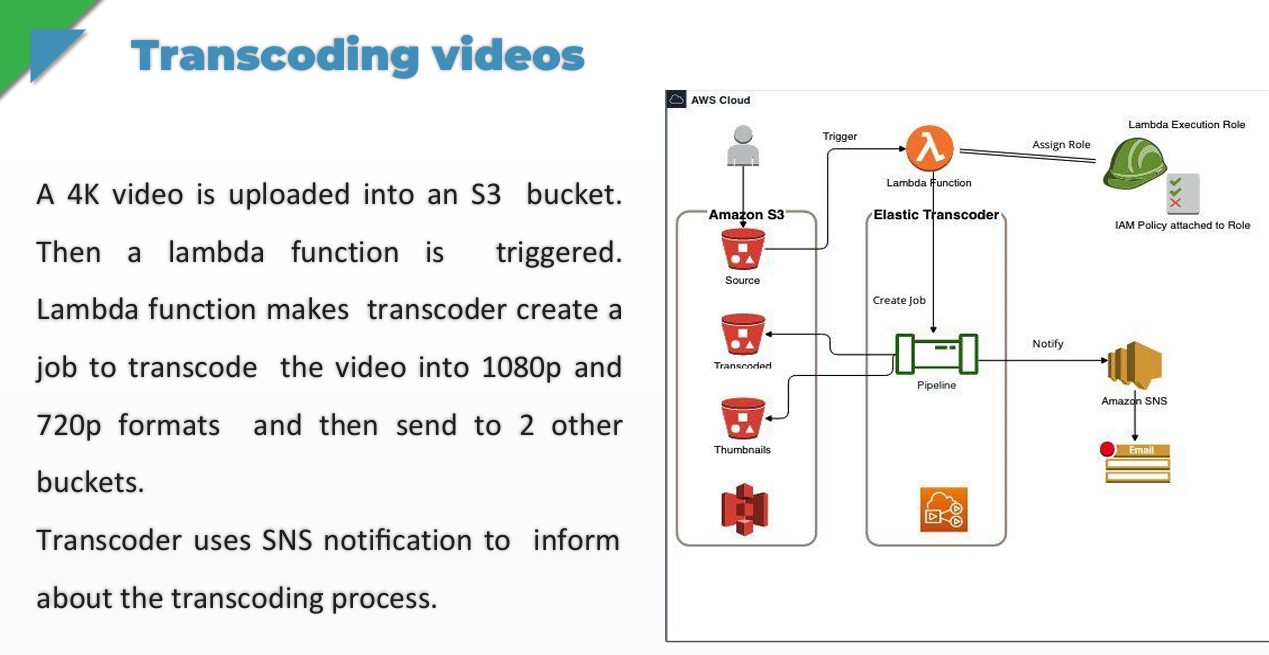 Transcoding videos
A 4K video is uploaded into an S3 bucket.
Then a lambda function is triggered.
Lambda function makes transcoder create a
job to transcode the video into 1080p and
720p formats and then send to 2 other
buckets.
Transcoder uses SNS notification to inform
about the transcoding process.
AWS Cloud
Trigger
Lambda Function
Assign Role
Lambda Execution Role
IAM Policy attached to Role
Amazon S3
Elastic Transcoder
Source
Create Job
Transcoded
Pipeline
Notify
Amazon SNS
Thumbnails
Email